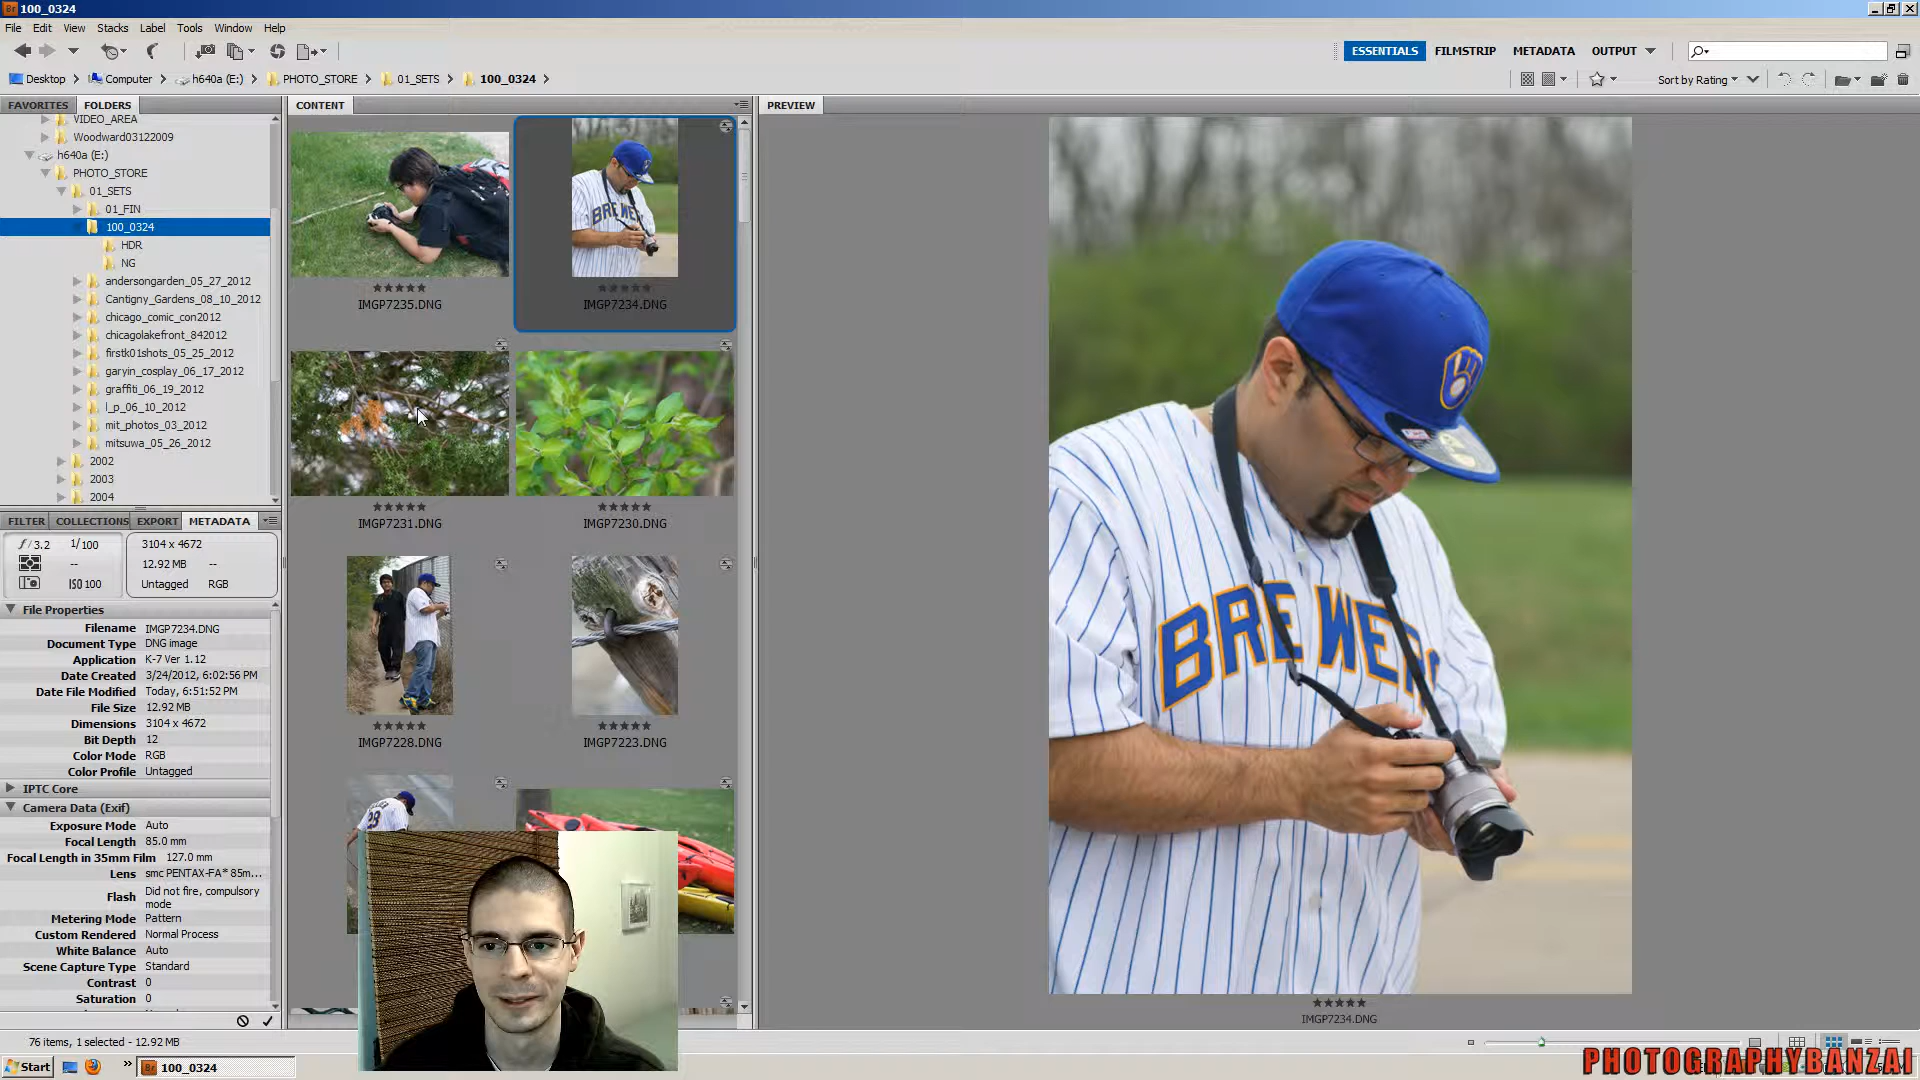 100_0324
File Edit View Stacks Label Tools Window Help
ESSENTIALS FILMSTRIP METADATA OUTPUT
Desktop Computer h640a (E:) PHOTO_STORE 01_SETS 100_0324
Sort by Rating
FAVORITES FOLDERS
VIDEO_AREA
Woodward03122009
h640a (E:)
PHOTO_STORE
01_SETS
01_FIN
100_0324
HDR
NG
andersongarden_05_27_2012
Cantigny_Gardens_08_10_2012
chicago_comic_con2012
chicagolakefront_842012
firstk01shots_05_25_2012
garyin_cosplay_06_17_2012
graffiti_06_19_2012
l_p_06_10_2012
mit_photos_03_2012
mitsuwa_05_26_2012
2002
2003
2004
FILTER COLLECTIONS EXPORT METADATA
f/3.2 1/100
--
ISO 100
3104 x 4672
12.92 MB --
Untagged RGB
File Properties
Filename IMGP7234.DNG
Document Type DNG image
Application K-7 Ver 1.12
Date Created 3/24/2012, 6:02:56 PM
Date File Modified Today, 6:51:52 PM
File Size 12.92 MB
Dimensions 3104 x 4672
Bit Depth 12
Color Mode RGB
Color Profile Untagged
IPTC Core
Camera Data (Exif)
Exposure Mode Auto
Focal Length 85.0 mm
Focal Length in 35mm Film 127.0 mm
Lens smc PENTAX-FA* 85m...
Flash Did not fire, compulsory mode
Metering Mode Pattern
Custom Rendered Normal Process
White Balance Auto
Scene Capture Type Standard
Contrast 0
Saturation 0
CONTENT
IMGP7235.DNG
IMGP7234.DNG
IMGP7231.DNG
IMGP7230.DNG
IMGP7228.DNG
IMGP7223.DNG
28
PREVIEW
BREWER
IMGP7234.DNG
76 items, 1 selected - 12.92 MB
Start
Br 100_0324
PHOTOGRAPHYBANZAI